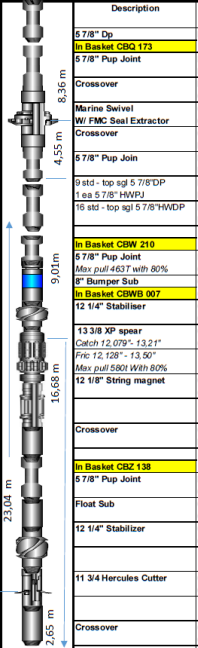 Description
5 7/8" Dp
In Basket CBQ 173
5 7/8" Pup Joint
Crossover
Marine Swivel
W/ FMC Seal Extractor
Crossover
5 7/8" Pup Join
9 std - top sgl 5 7/8"DP
1 ea 5 7/8" HWPJ
16 std - top sgl 5 7/8"HWDP
In Basket CBW 210
5 7/8" Pup Joint
Max pull 463T with 80%
8" Bumper Sub
In Basket CBWB 007
12 1/4" Stabiliser
13 3/8 XP spear
Catch 12,079"- 13,21"
Fric 12,128" - 13,50"
Max pull 580t With 80%
12 1/8" String magnet
Crossover
In Basket CBZ 138
5 7/8" Pup Joint
Float Sub
12 1/4" Stabilizer
11 3/4 Hercules Cutter
Crossover
8,36 m
4,55 m
9,01m
16,68 m
23,04 m
2,65 m